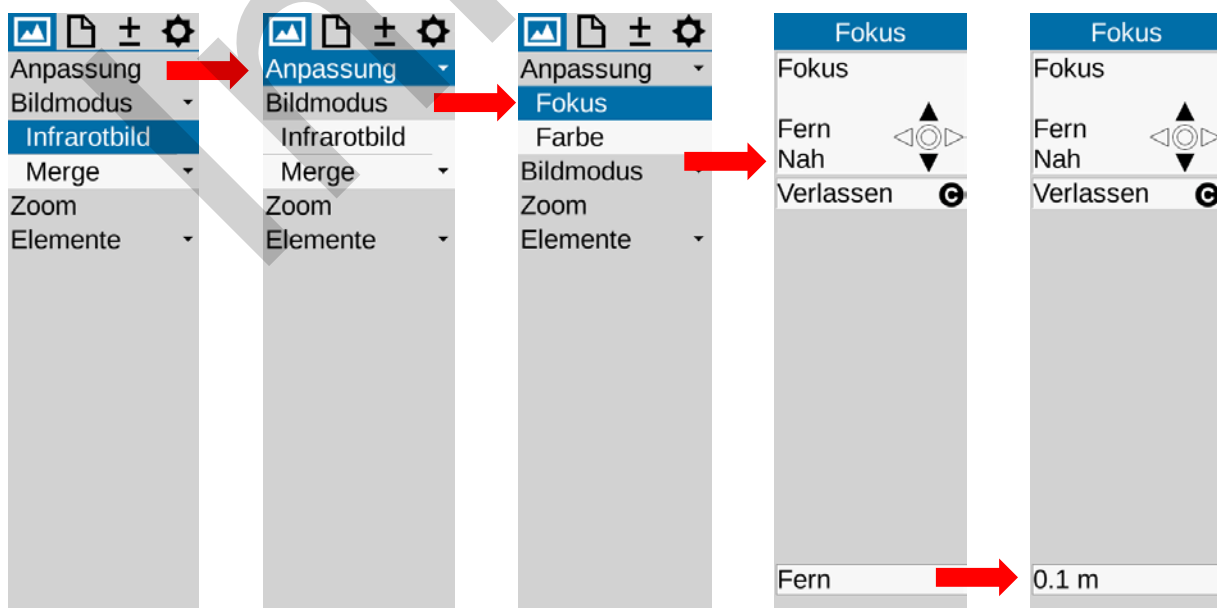 Anpassung
Bildmodus
Infrarotbild
Merge
Zoom
Elemente
Anpassung
Bildmodus
Infrarotbild
Merge
Zoom
Elemente
Anpassung
Fokus
Farbe
Bildmodus
Zoom
Elemente
Fokus
Fokus
Fern
Nah
Verlassen C
Fern
Fokus
Fokus
Fern
Nah
Verlassen C
0.1 m